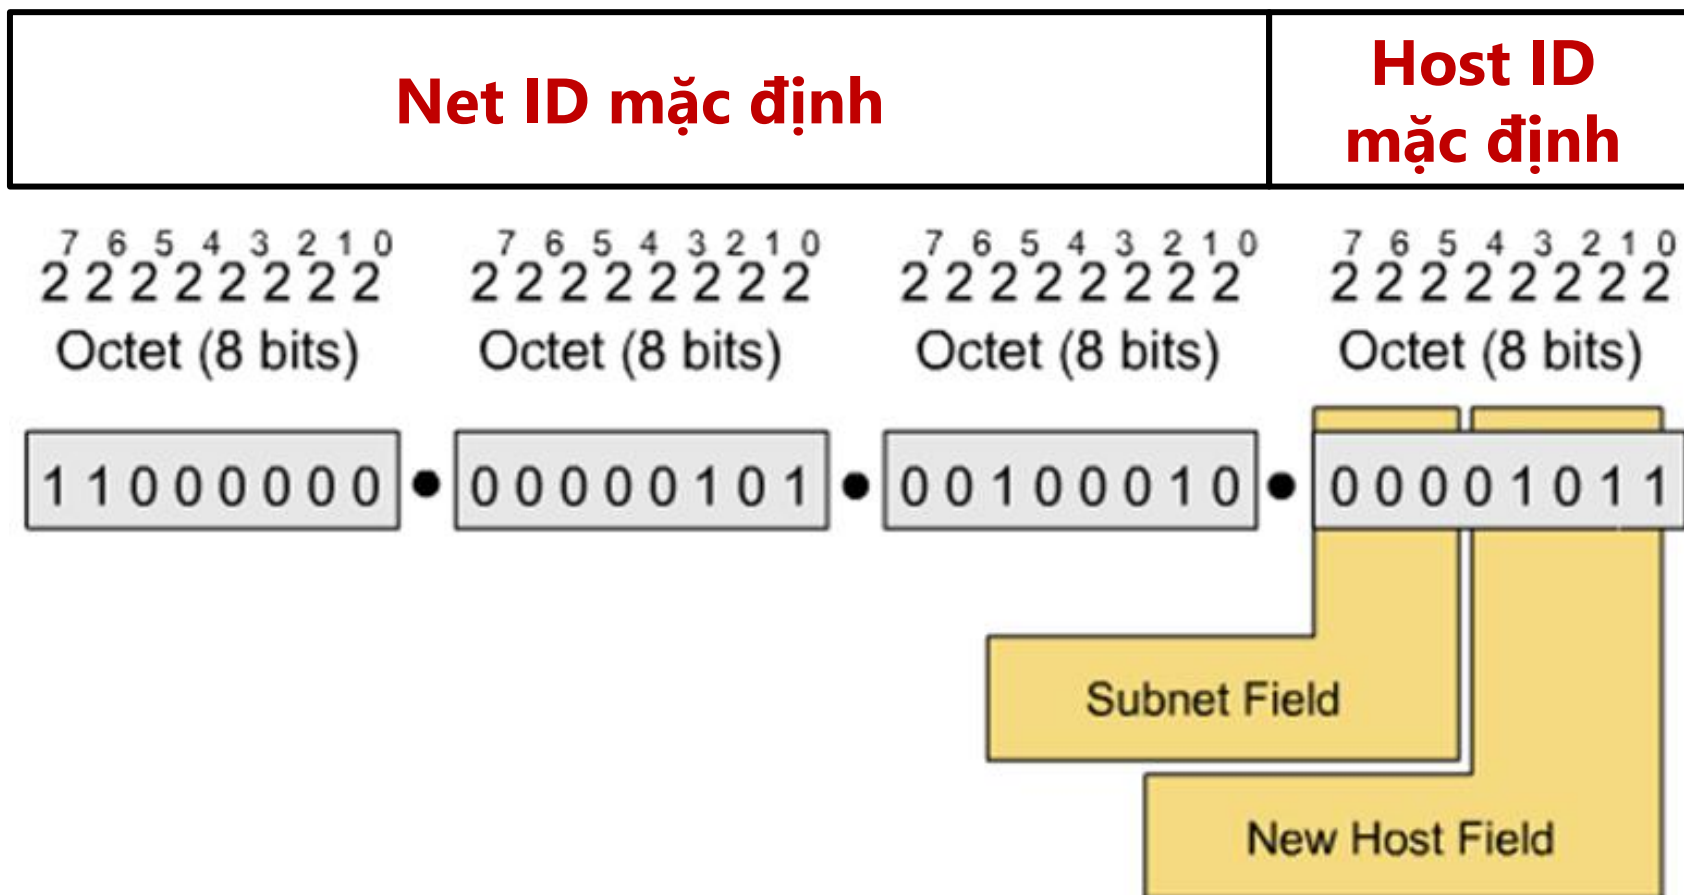 Net ID mặc định
Host ID
mặc định
7 6 5 4 3 2 1 0 7 6 5 4 3 2 1 0 7 6 5 4 3 2 1 0 7 6 5 4 3 2 1 0
2 2 2 2 2 2 2 2 2 2 2 2 2 2 2 2 2 2 2 2 2 2 2 2 2 2 2 2 2 2 2 2
Octet (8 bits) Octet (8 bits) Octet (8 bits) Octet (8 bits)
1 1 0 0 0 0 0 0 • 0 0 0 0 0 1 0 1 • 0 0 1 0 0 0 1 0 • 0 0 0 0 1 0 1 1
Subnet Field
New Host Field